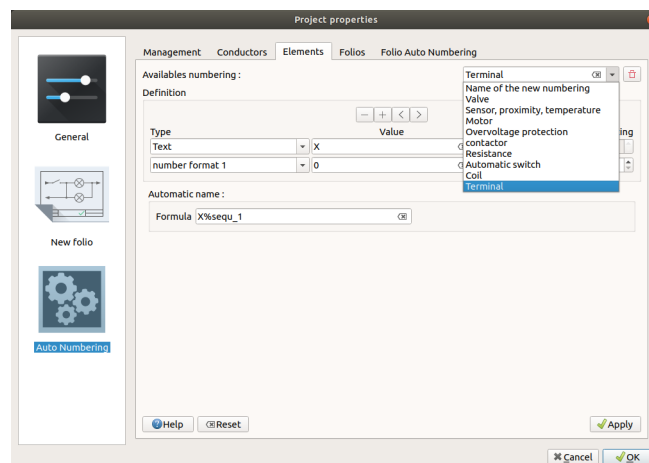 Project properties
General
New folio
Auto Numbering
Management Conductors Elements Folios Folio Auto Numbering
Availables numbering :
Terminal
Definition
Name of the new numbering
Valve
Sensor, proximity, temperature
Motor
Overvoltage protection
contactor
Resistance
Automatic switch
Coil
Terminal
- + < >
Type Value
Text X
number format 1 0
Automatic name :
Formula X%sequ_1
Help Reset Apply
Cancel OK